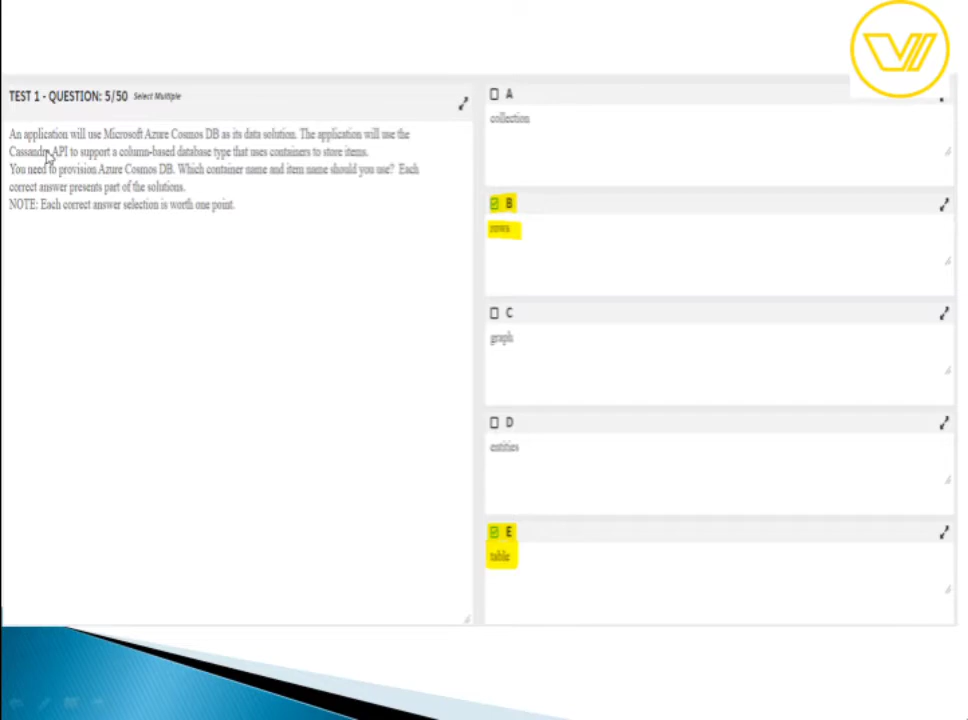 TEST 1 - QUESTION: 5/50 Select Multiple
An application will use Microsoft Azure Cosmos DB as its data solution. The application will use the
Cassandra API to support a column-based database type that uses containers to store items.
You need to provision Azure Cosmos DB. Which container name and item name should you use? Each
correct answer presents part of the solutions.
NOTE: Each correct answer selection is worth one point.
A
collection
B
rows
C
graph
D
entities
E
table